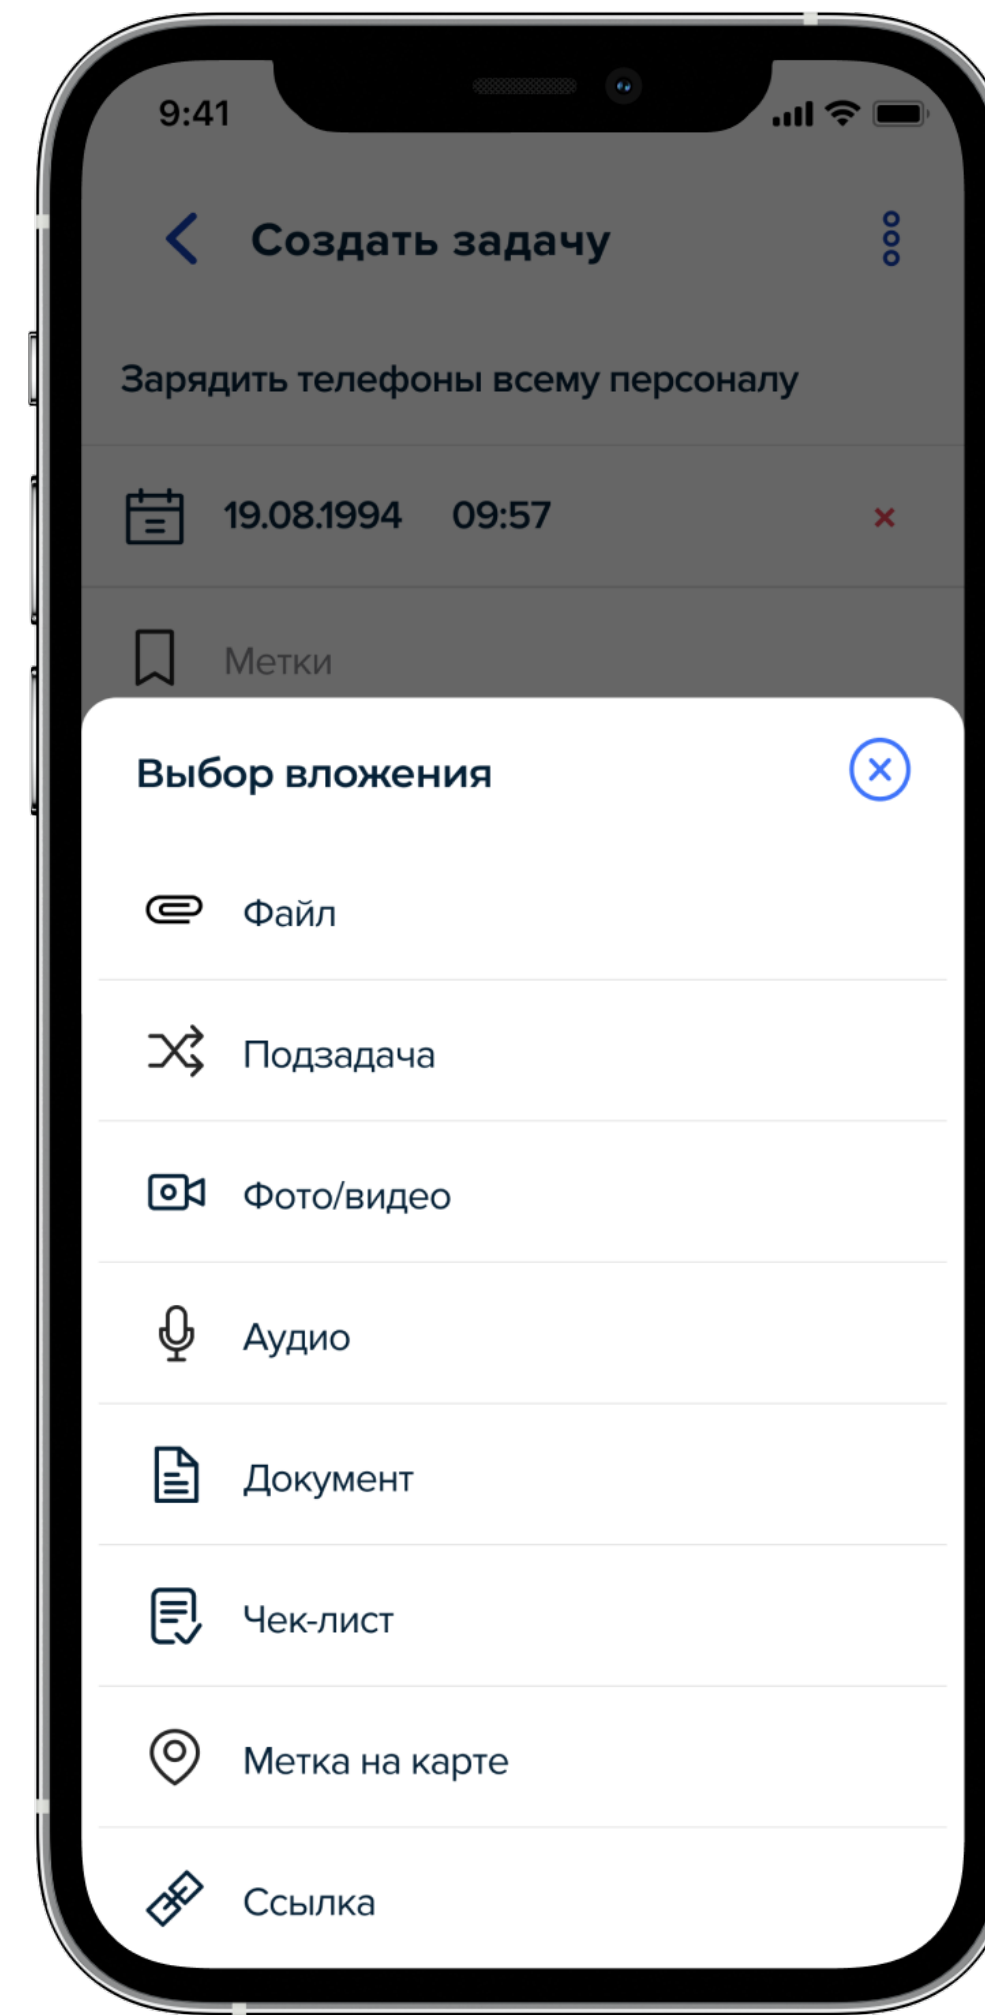 9:41
Создать задачу
Зарядить телефоны всему персоналу
19.08.1994 09:57
Метки
Выбор вложения
Файл
Подзадача
Фото/видео
Аудио
Документ
Чек-лист
Метка на карте
Ссылка